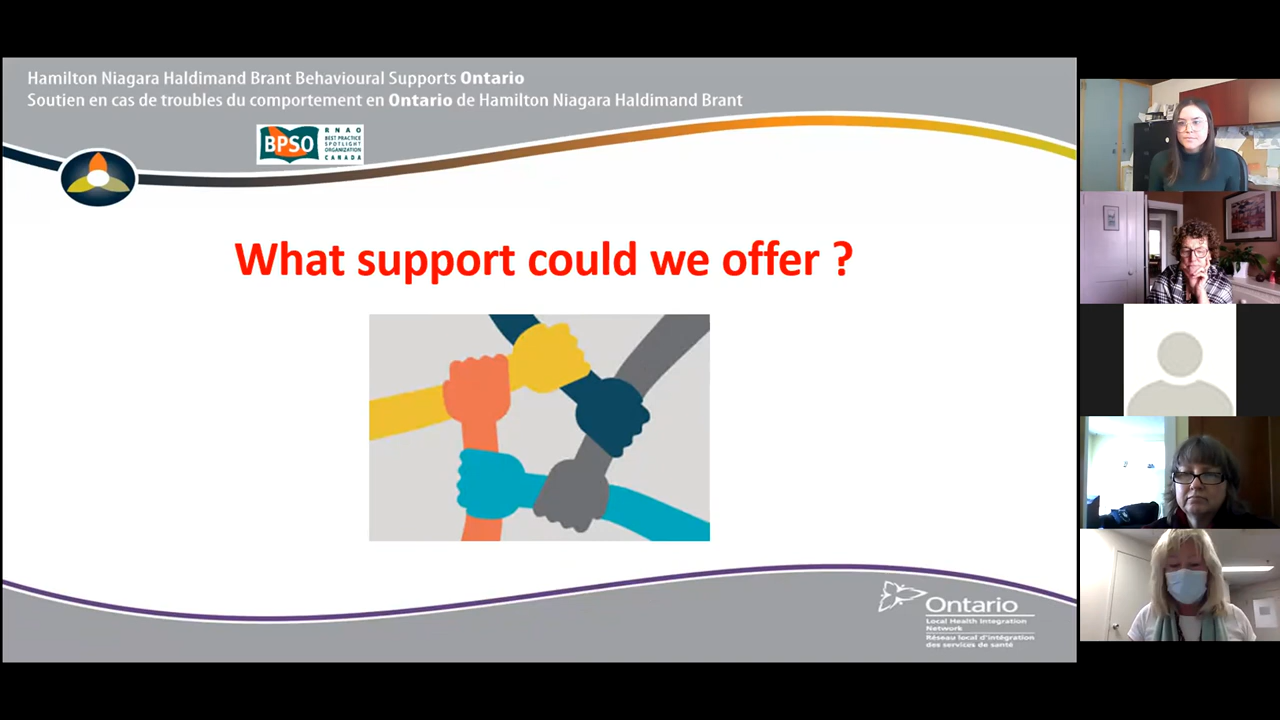 Hamilton Niagara Haldimand Brant Behavioural Supports Ontario
Soutien en cas de troubles du comportement en Ontario de Hamilton Niagara Haldimand Brant
BPSO
RNAO
BEST PRACTICE
SPOTLIGHT
ORGANIZATION
CANADA
What support could we offer ?
Ontario
Local Health Integration
Network
Réseau local d'intégration
des services de santé